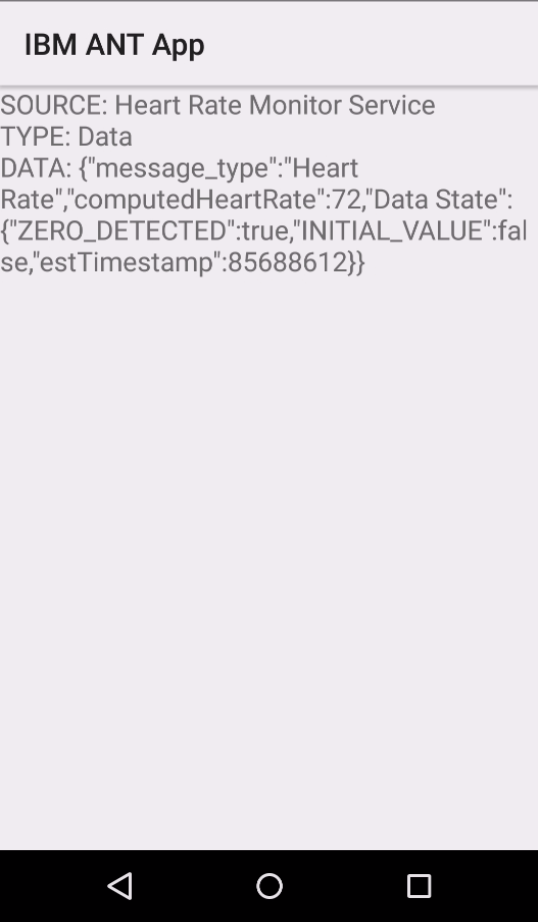 IBM ANT App
SOURCE: Heart Rate Monitor Service
TYPE: Data
DATA: {"message_type":"Heart
Rate","computedHeartRate":72,"Data State":
{"ZERO_DETECTED":true,"INITIAL_VALUE":fal
se,"estTimestamp":85688612}}